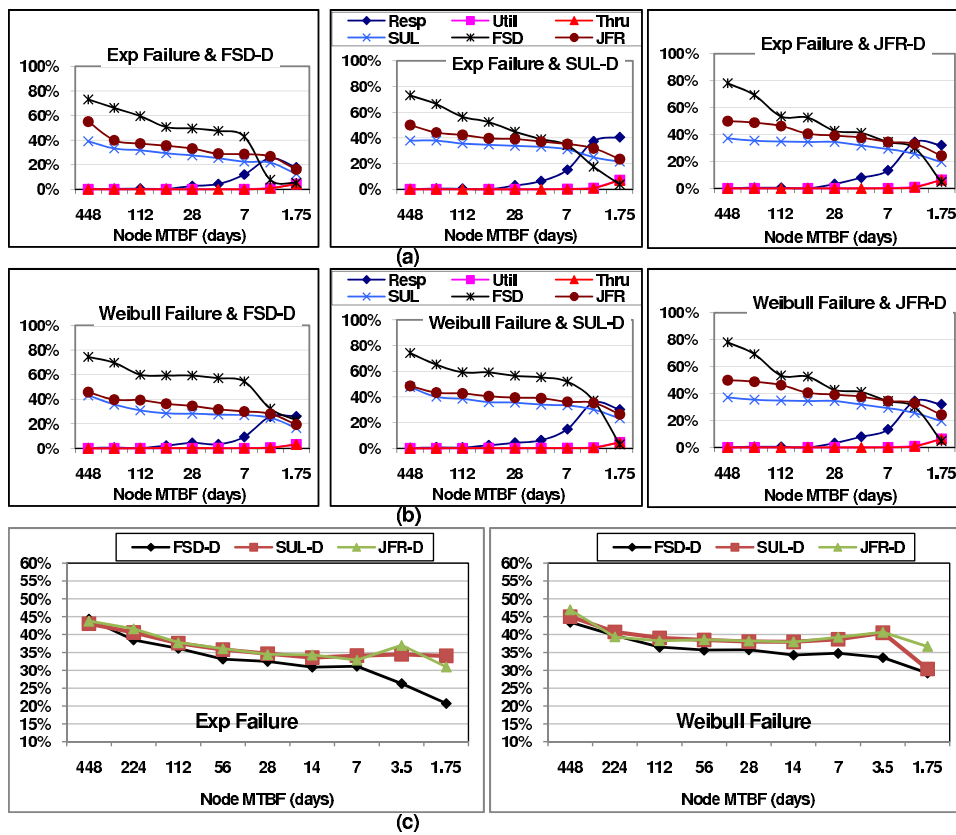 Resp Util Thru
SUL FSD JFR
Exp Failure & FSD-D
100%
80%
60%
40%
20%
0%
448 112 28 7 1.75
Node MTBF (days)
Exp Failure & SUL-D
100%
80%
60%
40%
20%
0%
448 112 28 7 1.75
Node MTBF (days)
Exp Failure & JFR-D
100%
80%
60%
40%
20%
0%
448 112 28 7 1.75
Node MTBF (days)
(a)
Resp Util Thru
SUL FSD JFR
Weibull Failure & FSD-D
100%
80%
60%
40%
20%
0%
448 112 28 7 1.75
Node MTBF (days)
Weibull Failure & SUL-D
100%
80%
60%
40%
20%
0%
448 112 28 7 1.75
Node MTBF (days)
Weibull Failure & JFR-D
100%
80%
60%
40%
20%
0%
448 112 28 7 1.75
Node MTBF (days)
(b)
FSD-D SUL-D JFR-D
60%
55%
50%
45%
40%
35%
30%
25%
20%
15%
10%
Exp Failure
448 224 112 56 28 14 7 3.5 1.75
Node MTBF (days)
FSD-D SUL-D JFR-D
60%
55%
50%
45%
40%
35%
30%
25%
20%
15%
10%
Weibull Failure
448 224 112 56 28 14 7 3.5 1.75
Node MTBF (days)
(c)